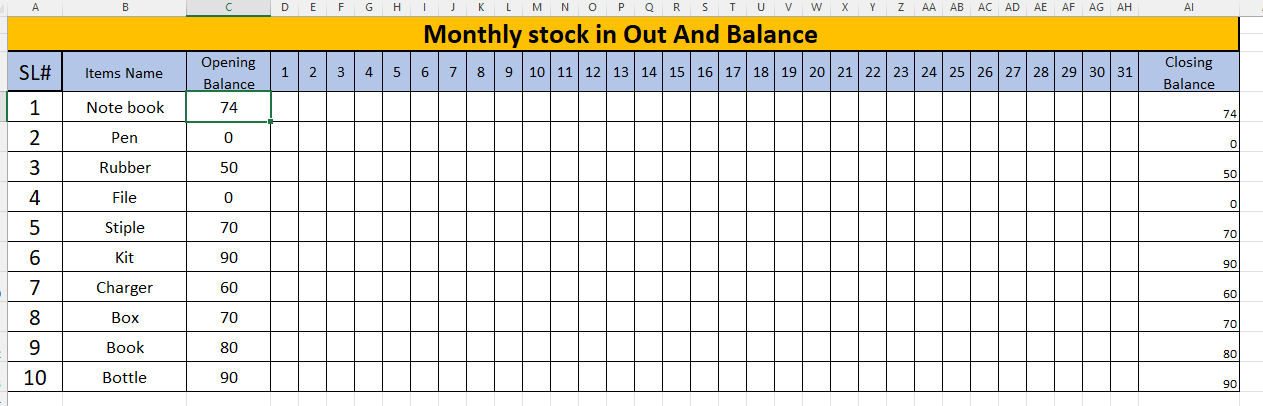 A B C D E F G H I J K L M N O P Q R S T U V W X Y Z AA AB AC AD AE AF AG AH AI
Monthly stock in Out And Balance
SL# Items Name Opening Balance 1 2 3 4 5 6 7 8 9 10 11 12 13 14 15 16 17 18 19 20 21 22 23 24 25 26 27 28 29 30 31 Closing Balance
1 Note book 74 74
2 Pen 0 0
3 Rubber 50 50
4 File 0 0
5 Stiple 70 70
6 Kit 90 90
7 Charger 60 60
8 Box 70 70
9 Book 80 80
10 Bottle 90 90